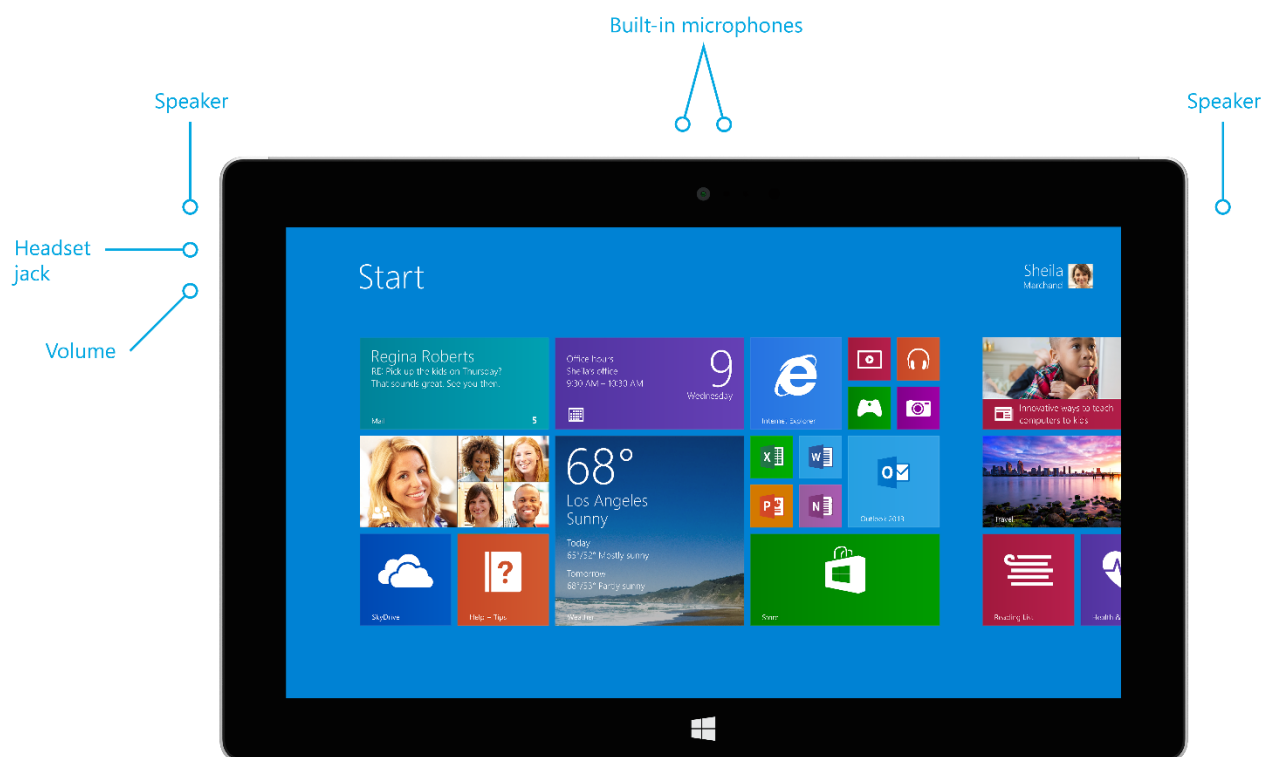 Built-in microphones
Speaker
Speaker
Headset
jack
Volume
Start
Sheila
Marchand
Regina Roberts
RE: Pick up the kids on Thursday?
That sounds great. See you then.
Mail
5
Office hours
Sheila's office
9:30 AM – 10:30 AM
9
Wednesday
Internet Explorer
Innovative ways to teach
computers to kids
68°
Los Angeles
Sunny
Today
65°/52° Mostly sunny
Tomorrow
68°/53° Partly sunny
Weather
Outlook 2013
Travel
SkyDrive
Help + Tips
Store
Reading List
Health &